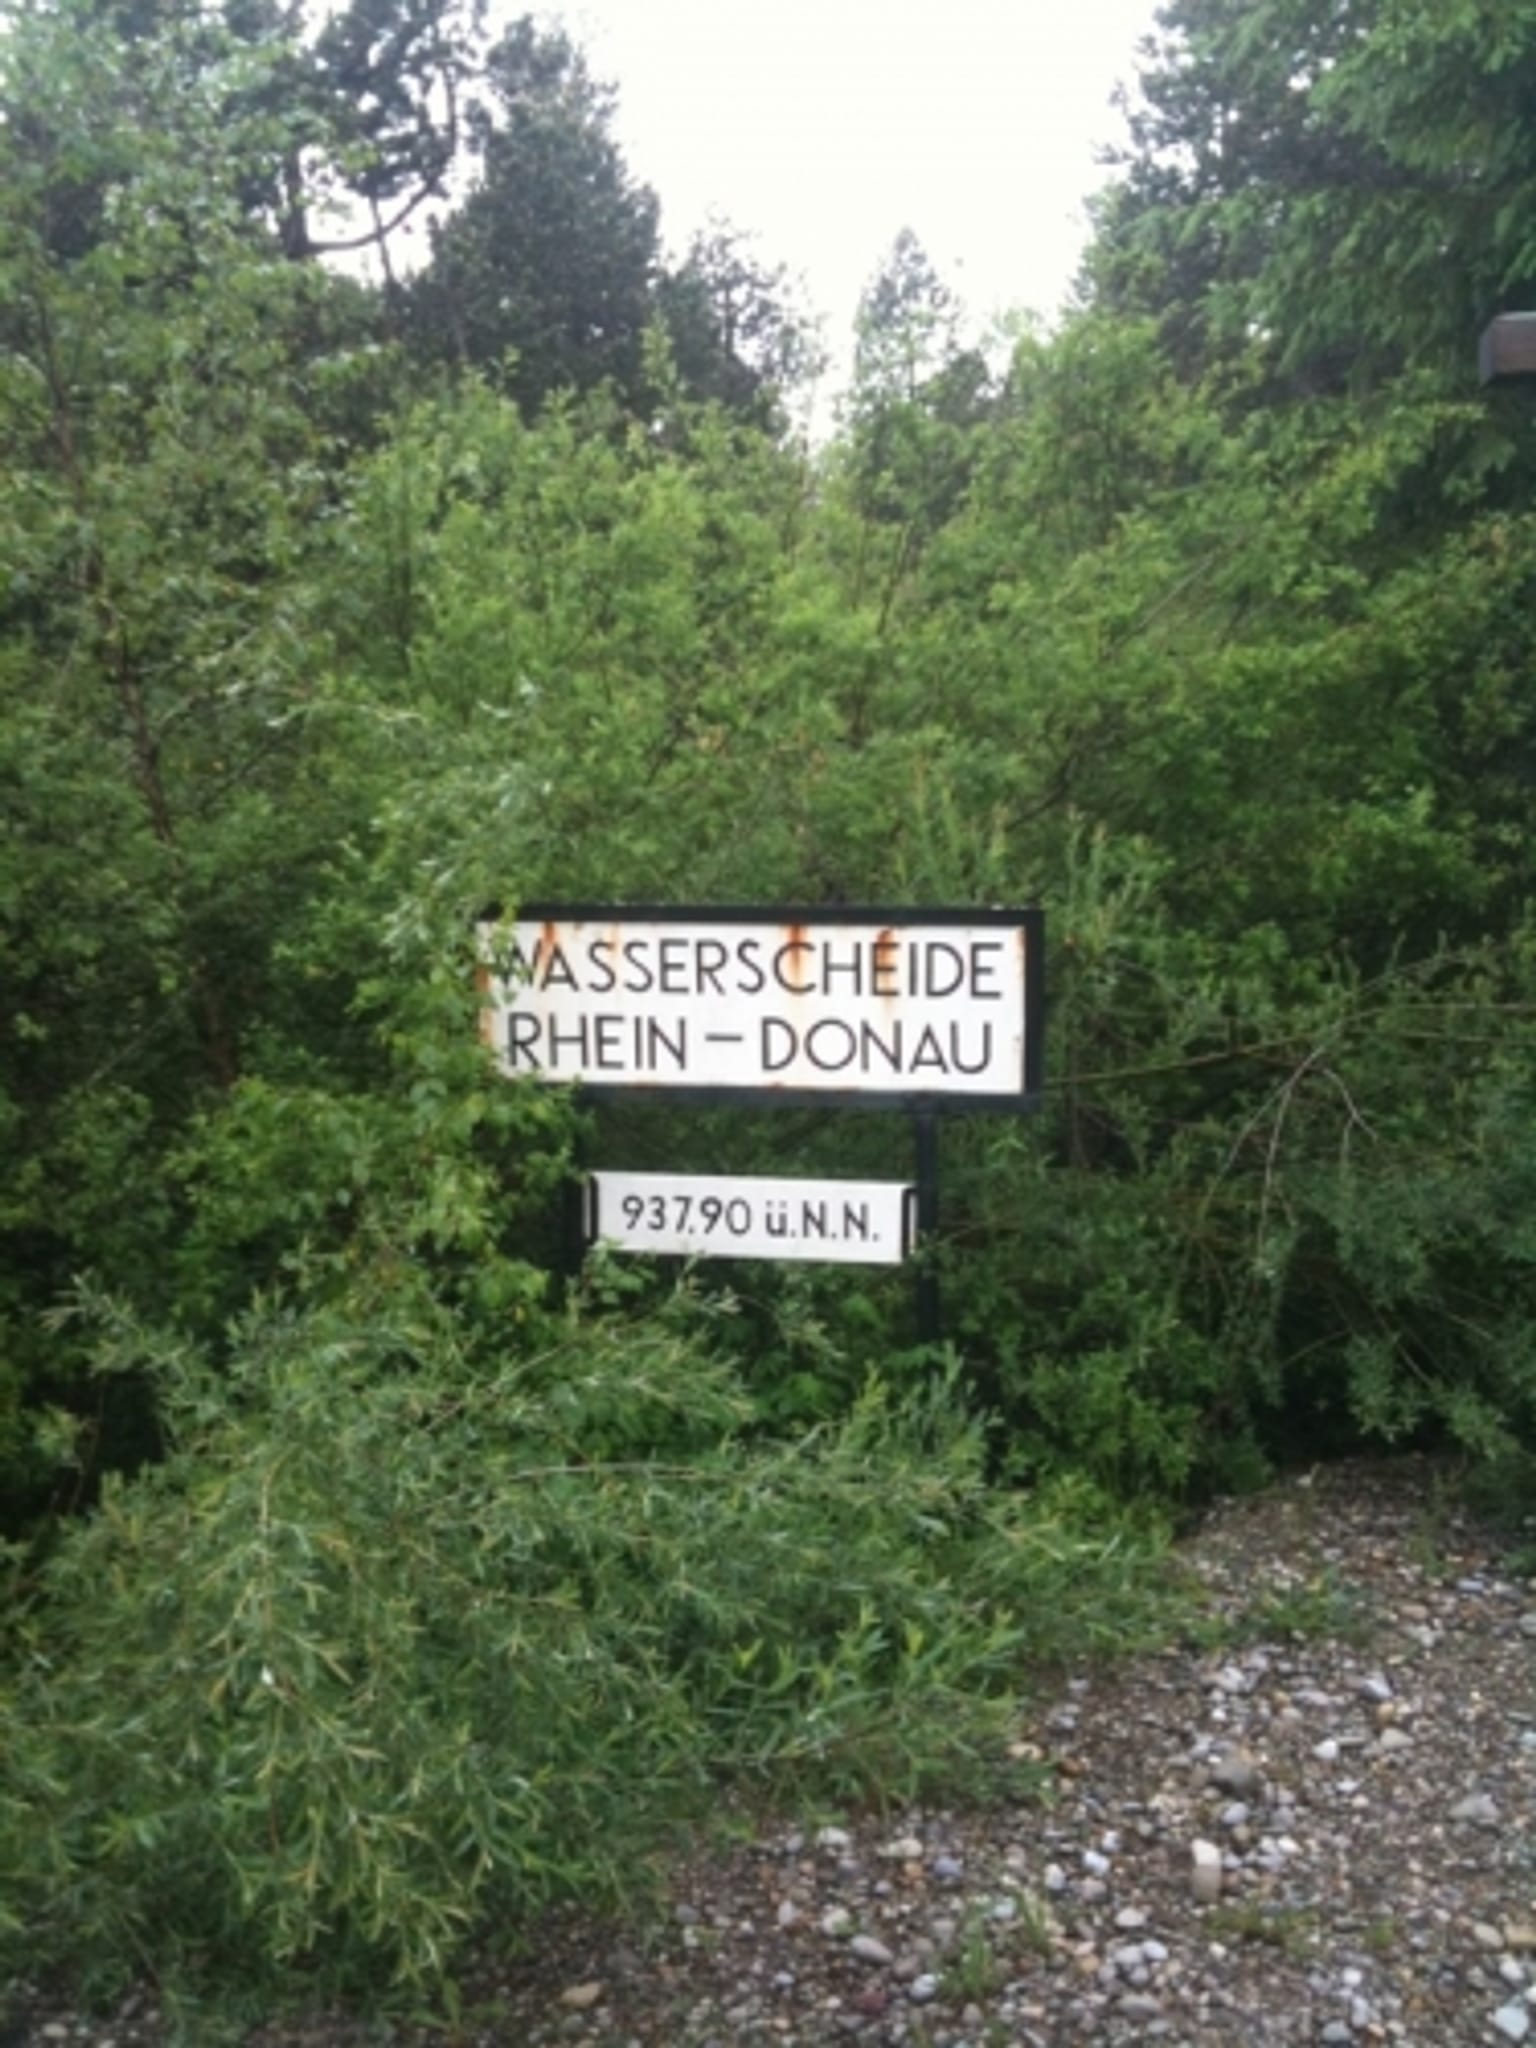 WASSERSCHEIDE
RHEIN – DONAU
937.90 ü.N.N.